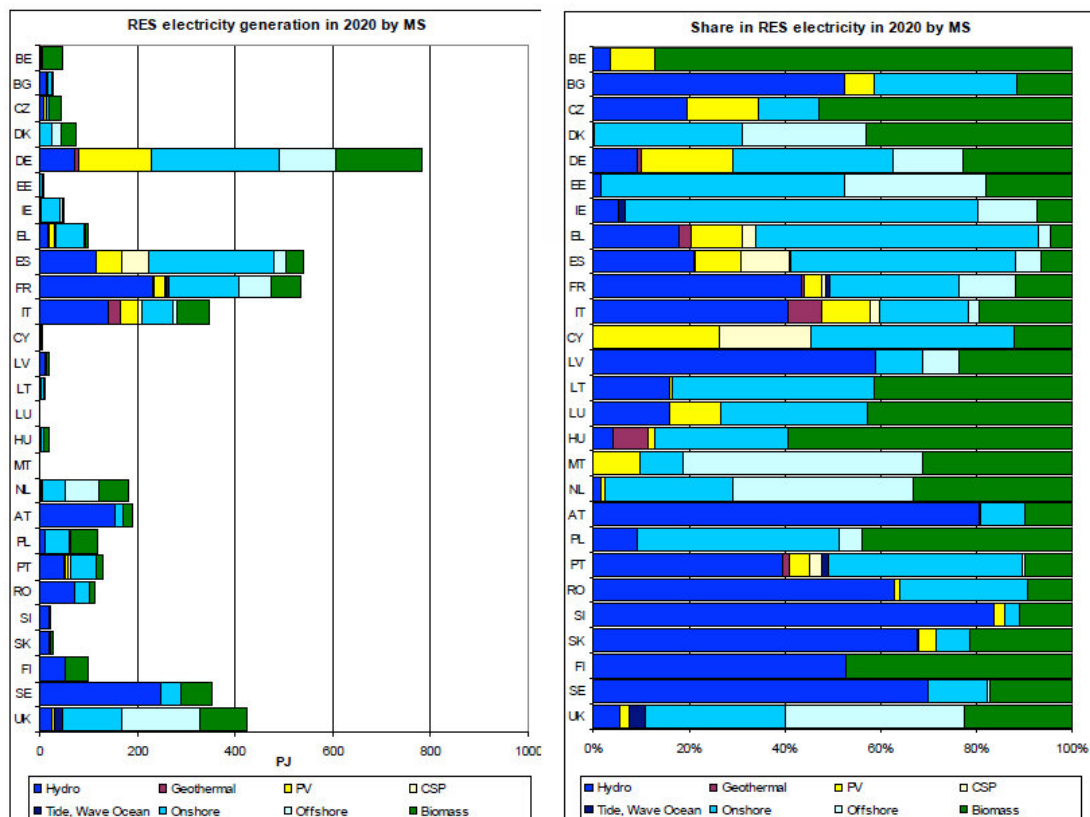 RES electricity generation in 2020 by MS
BE
BG
CZ
DK
DE
EE
IE
EL
ES
FR
IT
CY
LV
LT
LU
HU
MT
NL
AT
PL
PT
RO
SI
SK
FI
SE
UK
0 200 400 600 800 1000
PJ
Hydro Geothermal PV CSP
Tide, Wave Ocean Onshore Offshore Biomass
Share in RES electricity in 2020 by MS
BE
BG
CZ
DK
DE
EE
IE
EL
ES
FR
IT
CY
LV
LT
LU
HU
MT
NL
AT
PL
PT
RO
SI
SK
FI
SE
UK
0% 20% 40% 60% 80% 100%
Hydro Geothermal PV CSP
Tide, Wave Ocean Onshore Offshore Biomass